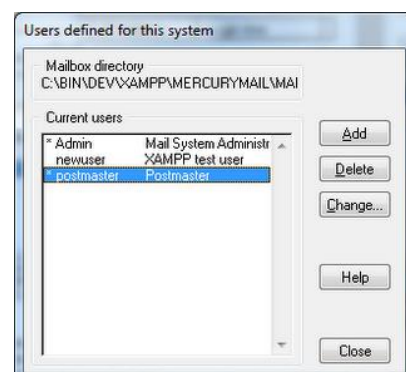 Users defined for this system
Mailbox directory
C:\BIN\DEV\XAMPP\MERCURYMAIL\MAI
Current users
* Admin Mail System Administr
newuser XAMPP test user
* postmaster Postmaster
Add
Delete
Change...
Help
Close